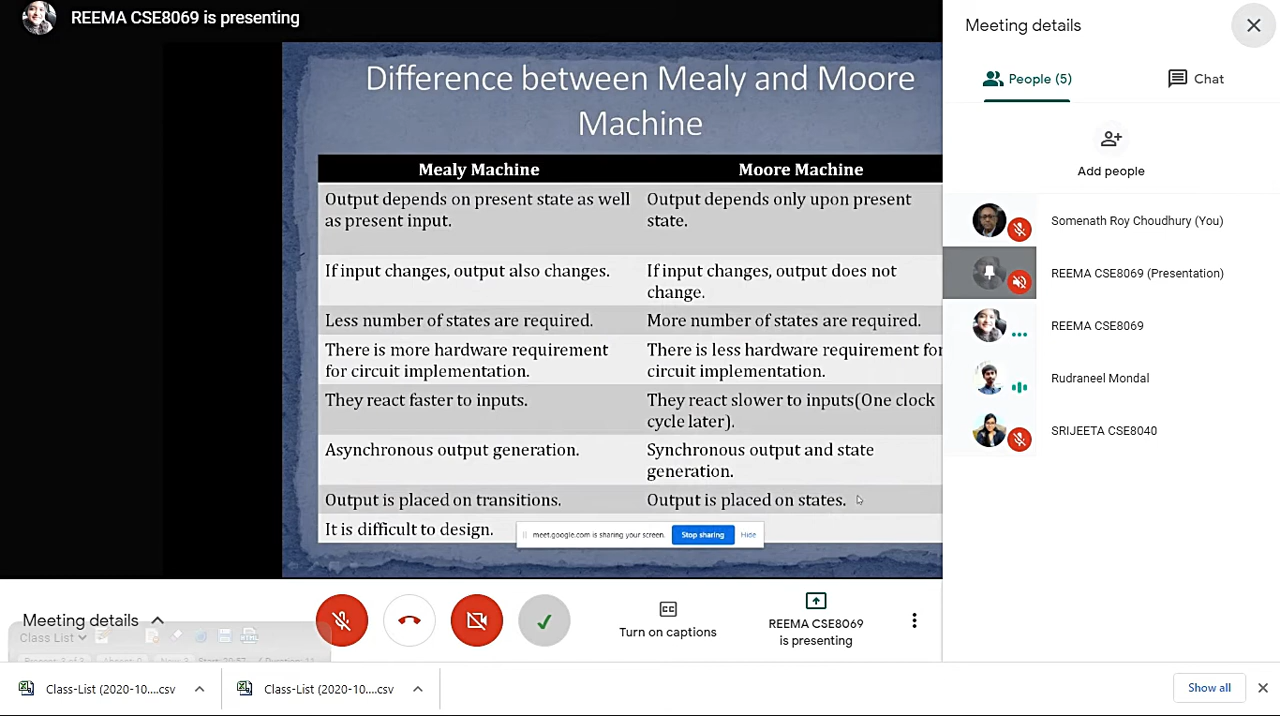 REEMA CSE8069 is presenting
Difference between Mealy and Moore
Machine
Mealy Machine
Moore Machine
Output depends on present state as well
as present input.
Output depends only upon present
state.
If input changes, output also changes.
If input changes, output does not
change.
Less number of states are required.
More number of states are required.
There is more hardware requirement
for circuit implementation.
There is less hardware requirement for
circuit implementation.
They react faster to inputs.
They react slower to inputs(One clock
cycle later).
Asynchronous output generation.
Synchronous output and state
generation.
Output is placed on transitions.
Output is placed on states.
It is difficult to design.
meet.google.com is sharing your screen.
Stop sharing
Hide
Meeting details
People (5)
Chat
Add people
Somenath Roy Choudhury (You)
REEMA CSE8069 (Presentation)
REEMA CSE8069
Rudraneel Mondal
SRIJEETA CSE8040
Meeting details
Class List
CC
Turn on captions
REEMA CSE8069
is presenting
Class-List (2020-10....csv
Class-List (2020-10....csv
Show all